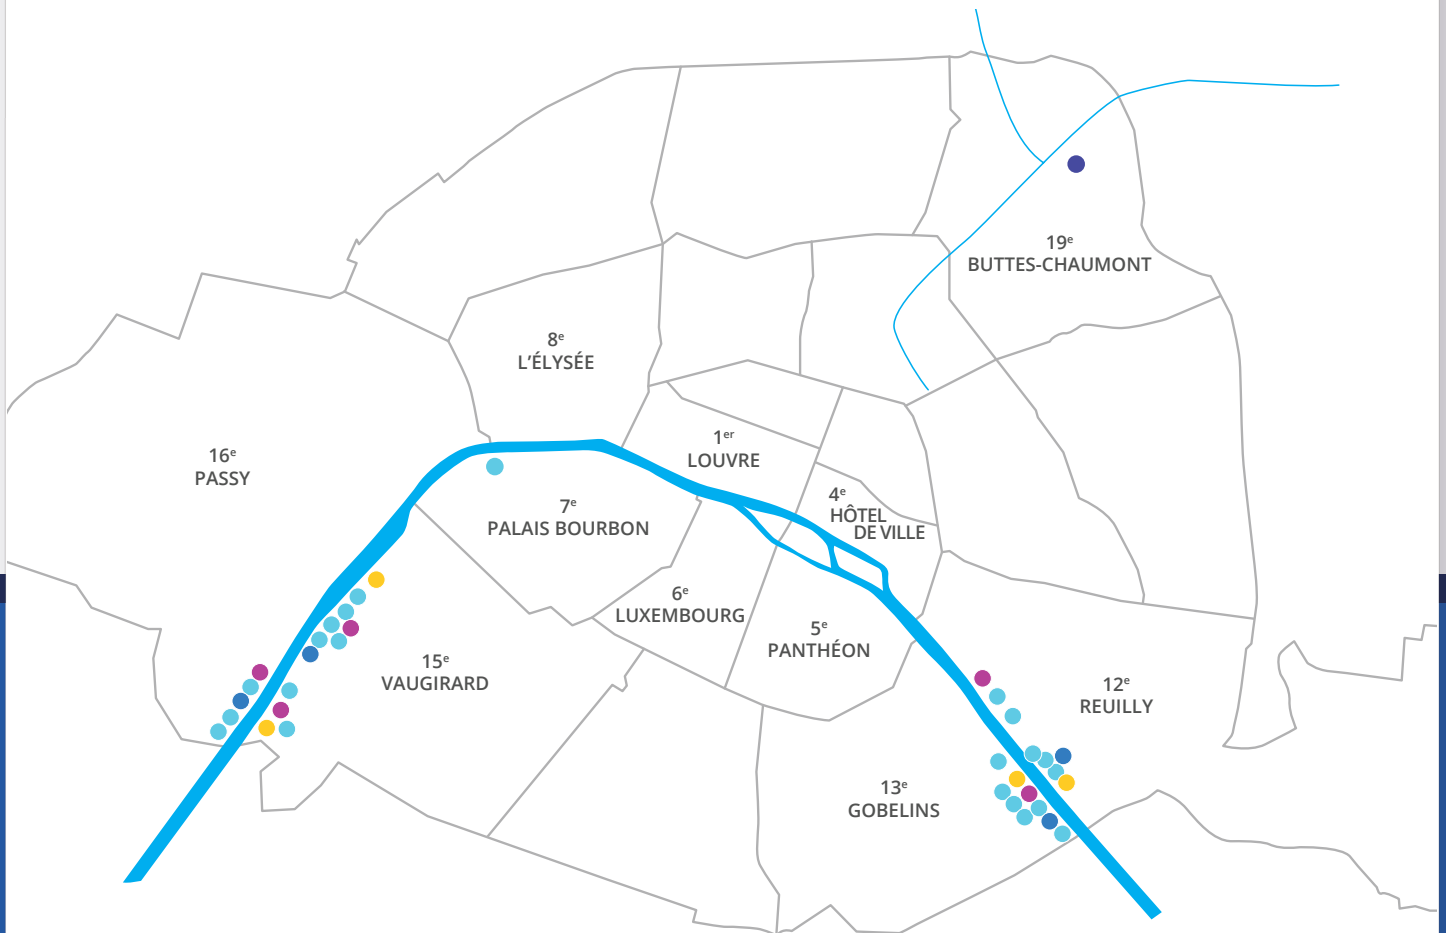 19e
BUTTES-CHAUMONT
8e
L'ÉLYSÉE
1er
LOUVRE
16e
PASSY
4e
HÔTEL
DE VILLE
7e
PALAIS BOURBON
6e
LUXEMBOURG
5e
PANTHÉON
15e
VAUGIRARD
12e
REUILLY
13e
GOBELINS